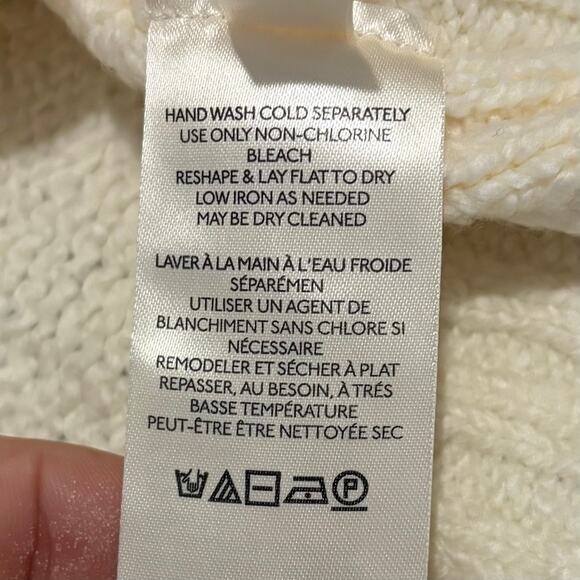 HAND WASH COLD SEPARATELY
USE ONLY NON-CHLORINE
BLEACH
RESHAPE & LAY FLAT TO DRY
LOW IRON AS NEEDED
MAY BE DRY CLEANED
LAVER À LA MAIN À L'EAU FROIDE
SÉPARÉMEN
UTILISER UN AGENT DE
BLANCHIMENT SANS CHLORE SI
NÉCESSAIRE
REMODELER ET SÉCHER À PLAT
REPASSER, AU BESOIN, À TRÉS
BASSE TEMPÉRATURE
PEUT-ÊTRE ÊTRE NETTOYÉE SEC
P